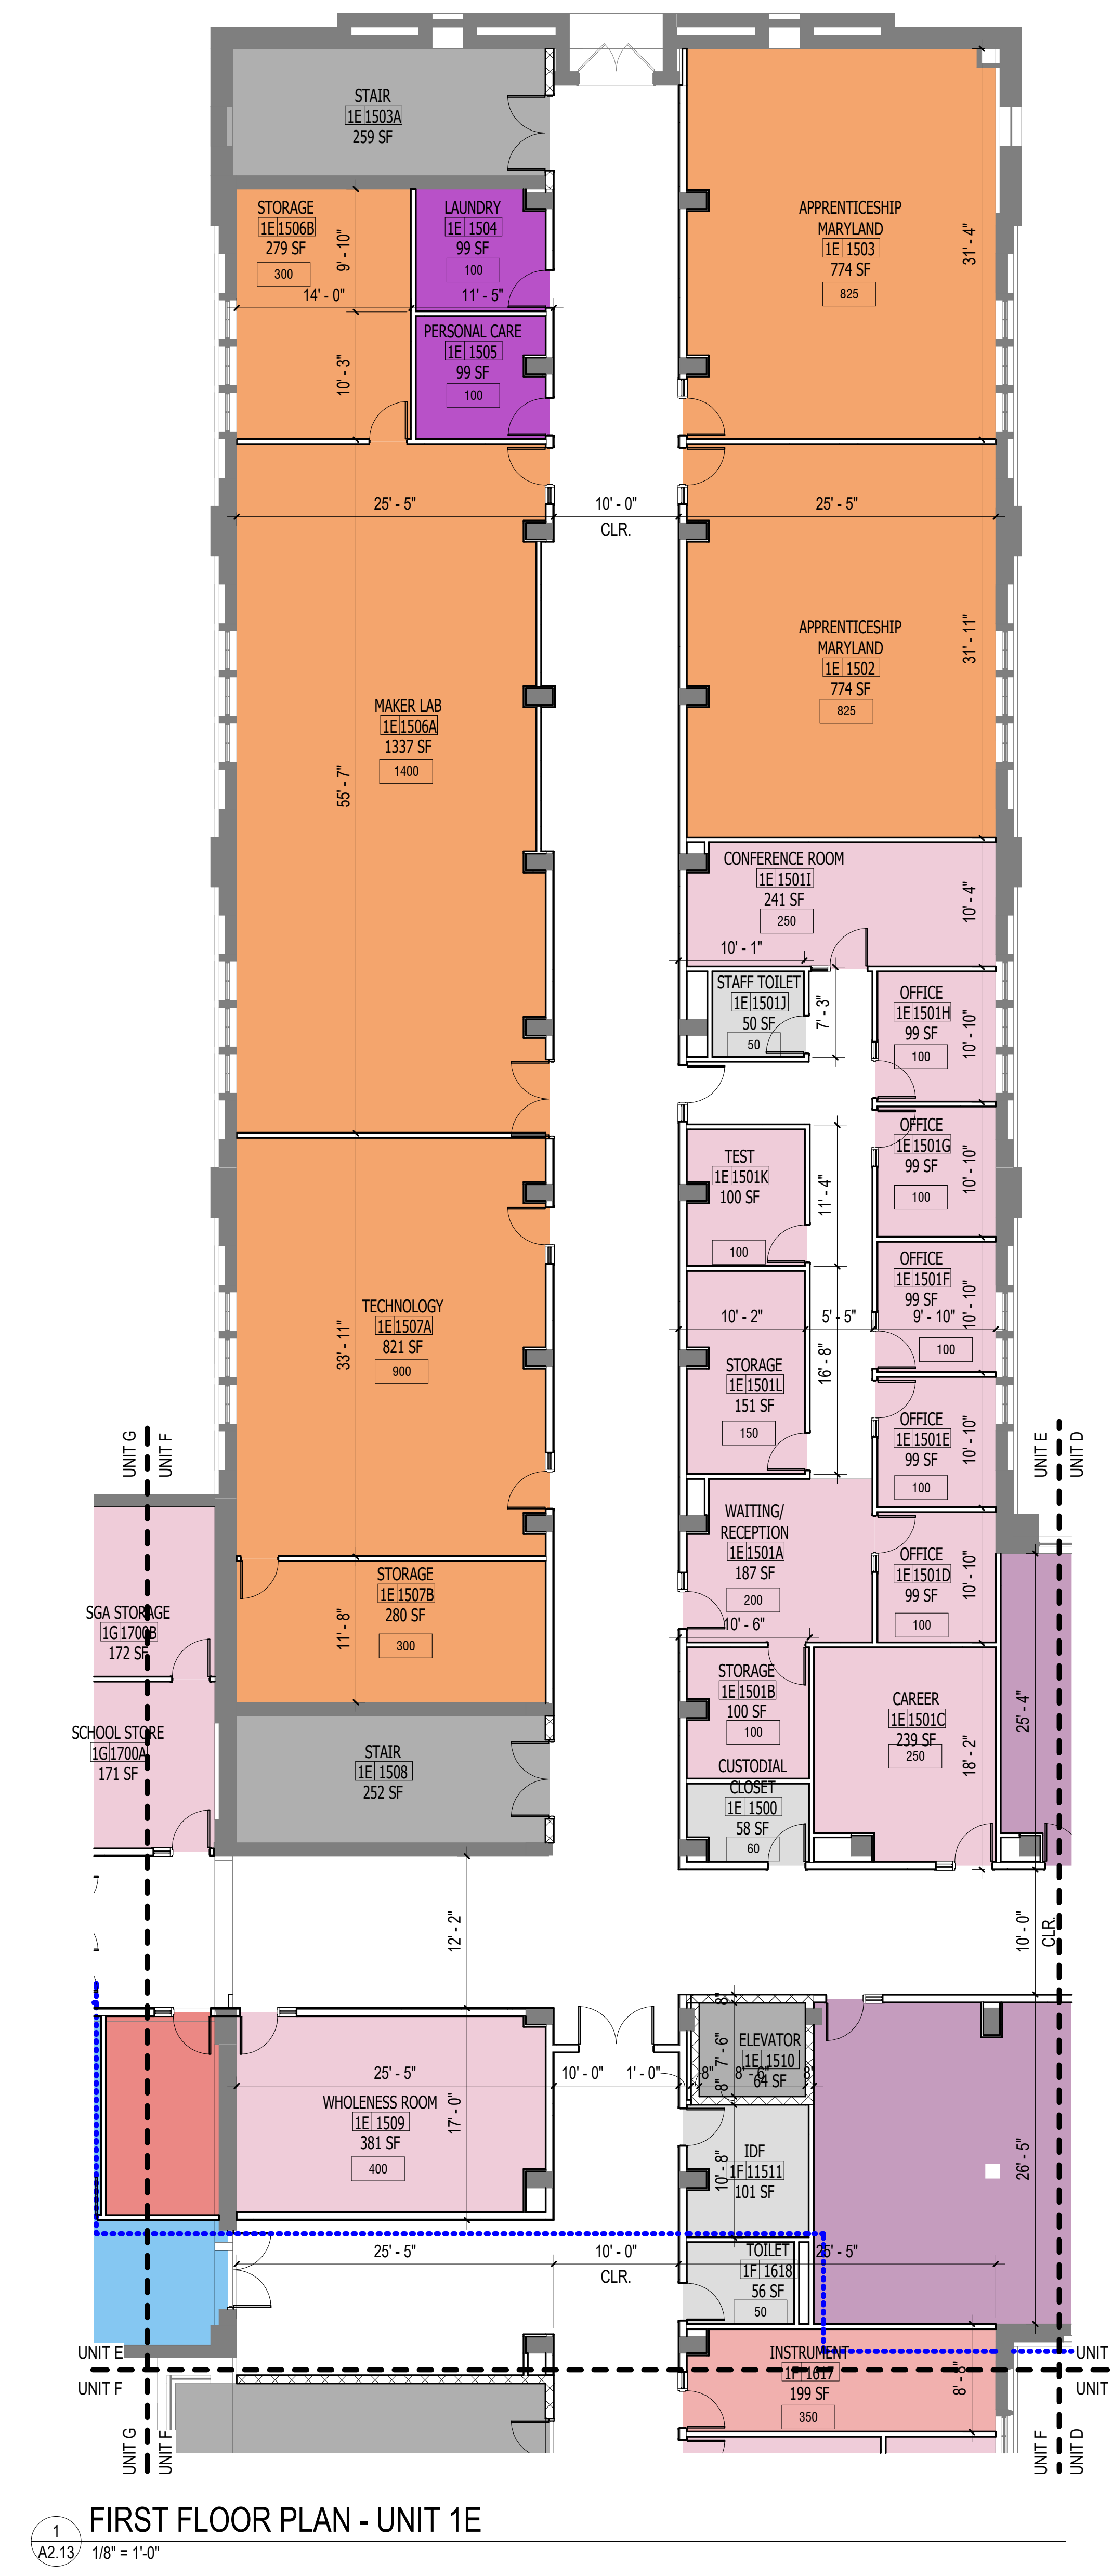 STAIR
1E 1503A
259 SF
STORAGE
1E 1506B
279 SF
300
9' - 10"
14' - 0"
10' - 3"
LAUNDRY
1E 1504
99 SF
100
11' - 5"
PERSONAL CARE
1E 1505
99 SF
100
APPRENTICESHIP
MARYLAND
1E 1503
774 SF
825
31' - 4"
25' - 5"
10' - 0"
CLR.
25' - 5"
APPRENTICESHIP
MARYLAND
1E 1502
774 SF
825
31' - 11"
MAKER LAB
1E 1506A
1337 SF
1400
55' - 7"
CONFERENCE ROOM
1E 1501I
241 SF
250
10' - 4"
10' - 1"
STAFF TOILET
1E 1501J
50 SF
50
7' - 3"
OFFICE
1E 1501H
99 SF
100
10' - 10"
OFFICE
1E 1501G
99 SF
100
10' - 10"
TEST
1E 1501K
100 SF
100
11' - 4"
OFFICE
1E 1501F
99 SF
100
10' - 10"
10' - 2"
5' - 5"
9' - 10"
TECHNOLOGY
1E 1507A
821 SF
900
33' - 11"
STORAGE
1E 1501L
151 SF
150
16' - 8"
OFFICE
1E 1501E
99 SF
100
10' - 10"
UNIT G
UNIT F
UNIT E
UNIT D
WAITING/
RECEPTION
1E 1501A
187 SF
200
10' - 6"
OFFICE
1E 1501D
99 SF
100
10' - 10"
STORAGE
1E 1507B
280 SF
300
11' - 8"
SGA STORAGE
1G 1700B
172 SF
SCHOOL STORE
1G 1700A
171 SF
STORAGE
1E 1501B
100 SF
100
CAREER
1E 1501C
239 SF
250
18' - 2"
25' - 4"
STAIR
1E 1508
252 SF
CUSTODIAL
CLOSET
1E 1500
58 SF
60
12' - 2"
10' - 0"
CLR.
8"
7' - 6"
8"
ELEVATOR
1E 1510
64 SF
25' - 5"
10' - 0"
1' - 0"
8"
8' - 6"
8"
WHOLENESS ROOM
1E 1509
381 SF
400
17' - 0"
IDF
1F 11511
101 SF
10' - 8"
26' - 5"
25' - 5"
10' - 0"
CLR.
25' - 5"
TOILET
1F 1618
56 SF
50
UNIT E
UNIT F
INSTRUMENT
1F 1617
199 SF
350
8' - 8"
UNIT
UNIT
UNIT G
UNIT F
UNIT F
UNIT D
1
A2.13
FIRST FLOOR PLAN - UNIT 1E
1/8" = 1'-0"